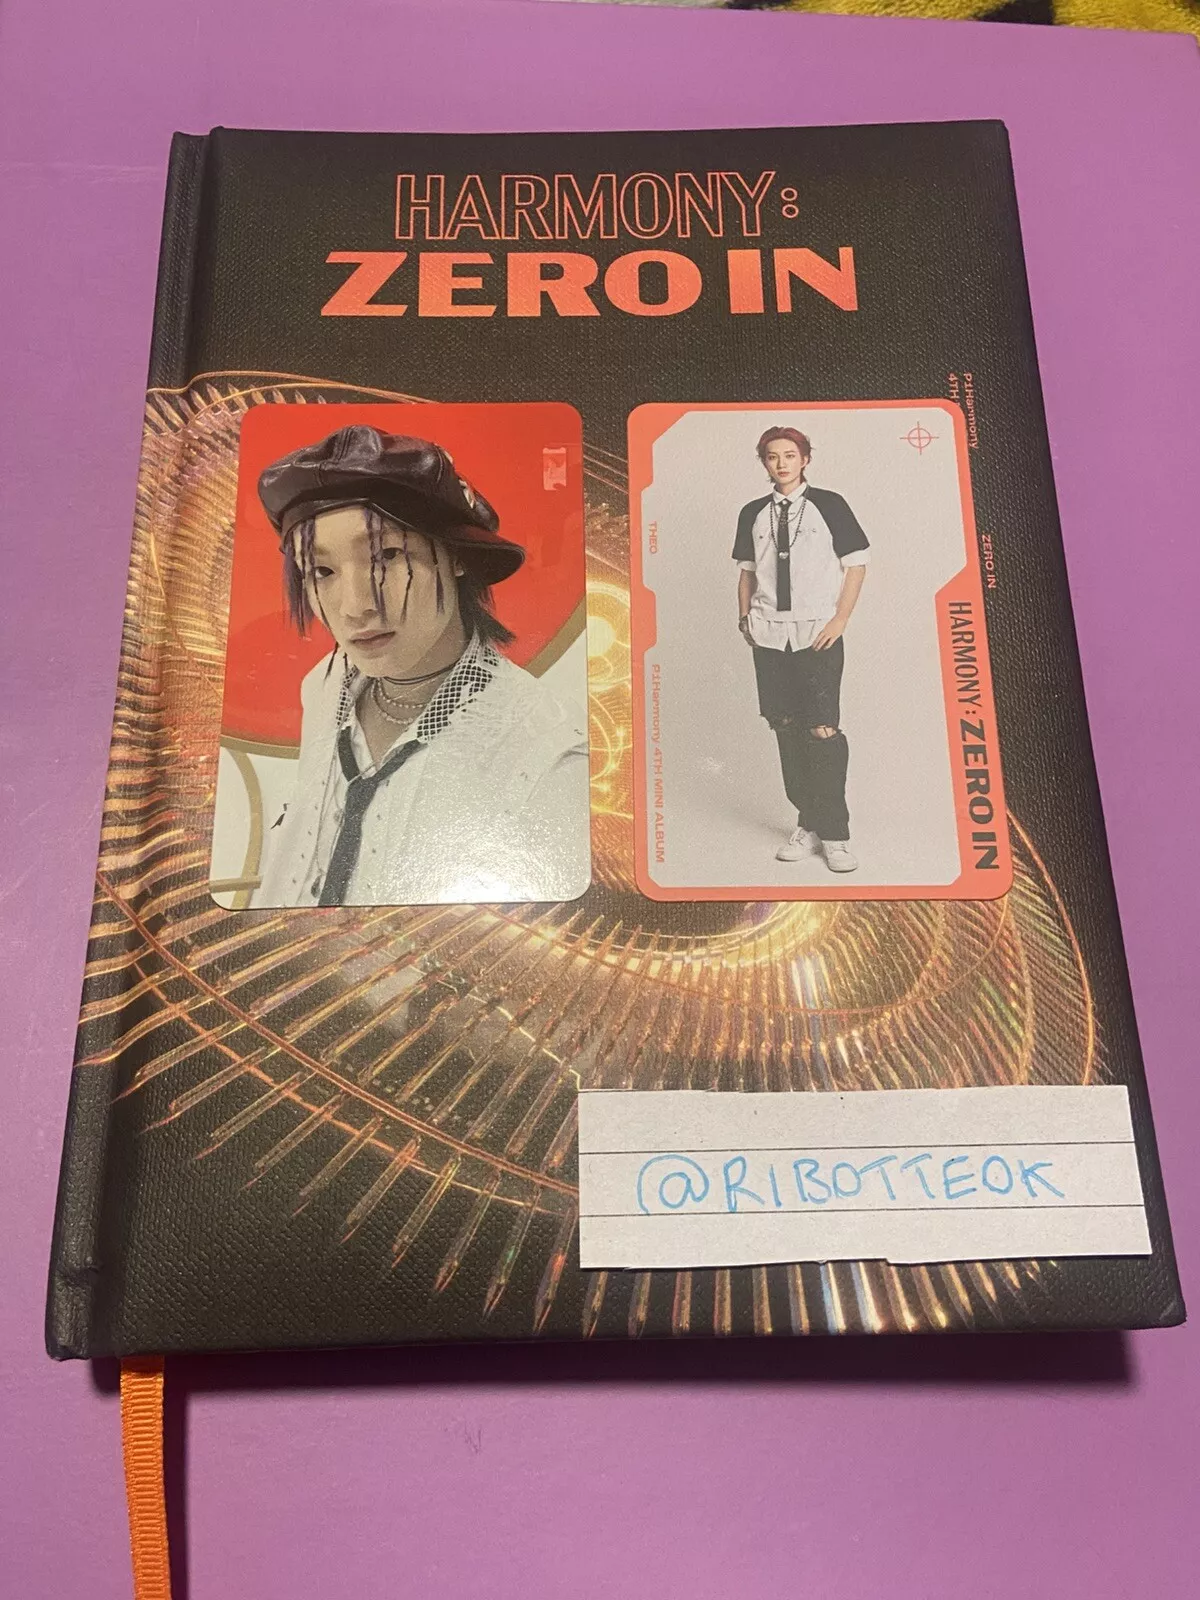 HARMONY:
ZERO IN
P1Harmony
4TH
ZERO IN
THEO
P1Harmony 4TH MINI ALBUM
HARMONY: ZERO IN
@RIBOTTEOK